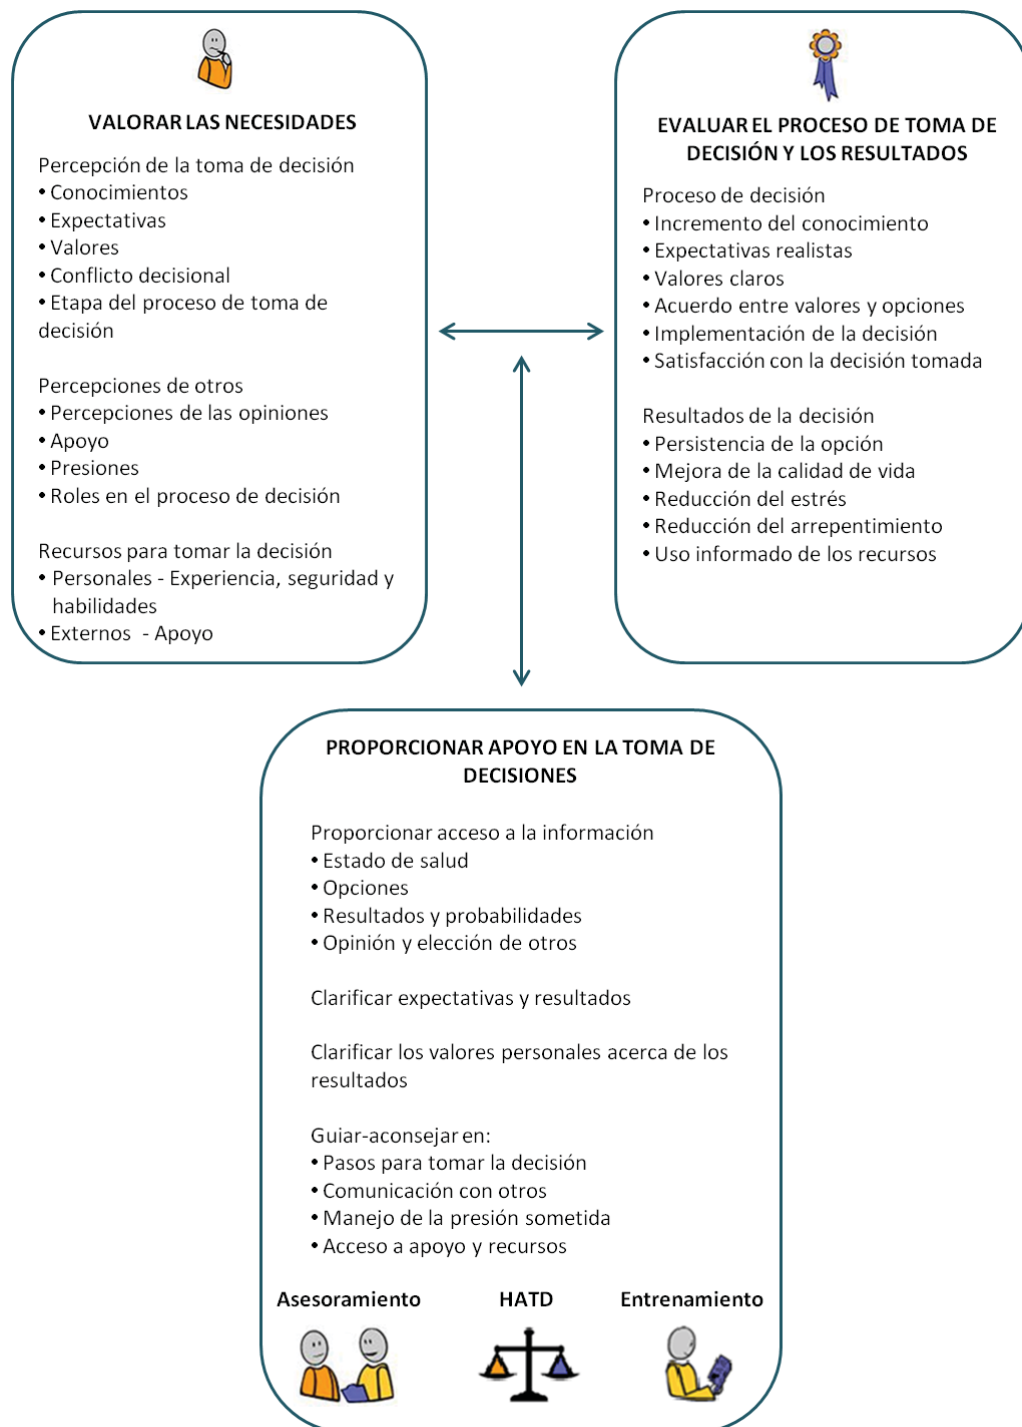 VALORAR LAS NECESIDADES
Percepción de la toma de decisión
• Conocimientos
• Expectativas
• Valores
• Conflicto decisional
• Etapa del proceso de toma de
decisión
Percepciones de otros
• Percepciones de las opiniones
• Apoyo
• Presiones
• Roles en el proceso de decisión
Recursos para tomar la decisión
• Personales - Experiencia, seguridad y
habilidades
• Externos - Apoyo
EVALUAR EL PROCESO DE TOMA DE
DECISIÓN Y LOS RESULTADOS
Proceso de decisión
• Incremento del conocimiento
• Expectativas realistas
• Valores claros
• Acuerdo entre valores y opciones
• Implementación de la decisión
• Satisfacción con la decisión tomada
Resultados de la decisión
• Persistencia de la opción
• Mejora de la calidad de vida
• Reducción del estrés
• Reducción del arrepentimiento
• Uso informado de los recursos
PROPORCIONAR APOYO EN LA TOMA DE
DECISIONES
Proporcionar acceso a la información
• Estado de salud
• Opciones
• Resultados y probabilidades
• Opinión y elección de otros
Clarificar expectativas y resultados
Clarificar los valores personales acerca de los
resultados
Guiar-aconsejar en:
• Pasos para tomar la decisión
• Comunicación con otros
• Manejo de la presión sometida
• Acceso a apoyo y recursos
Asesoramiento HATD Entrenamiento